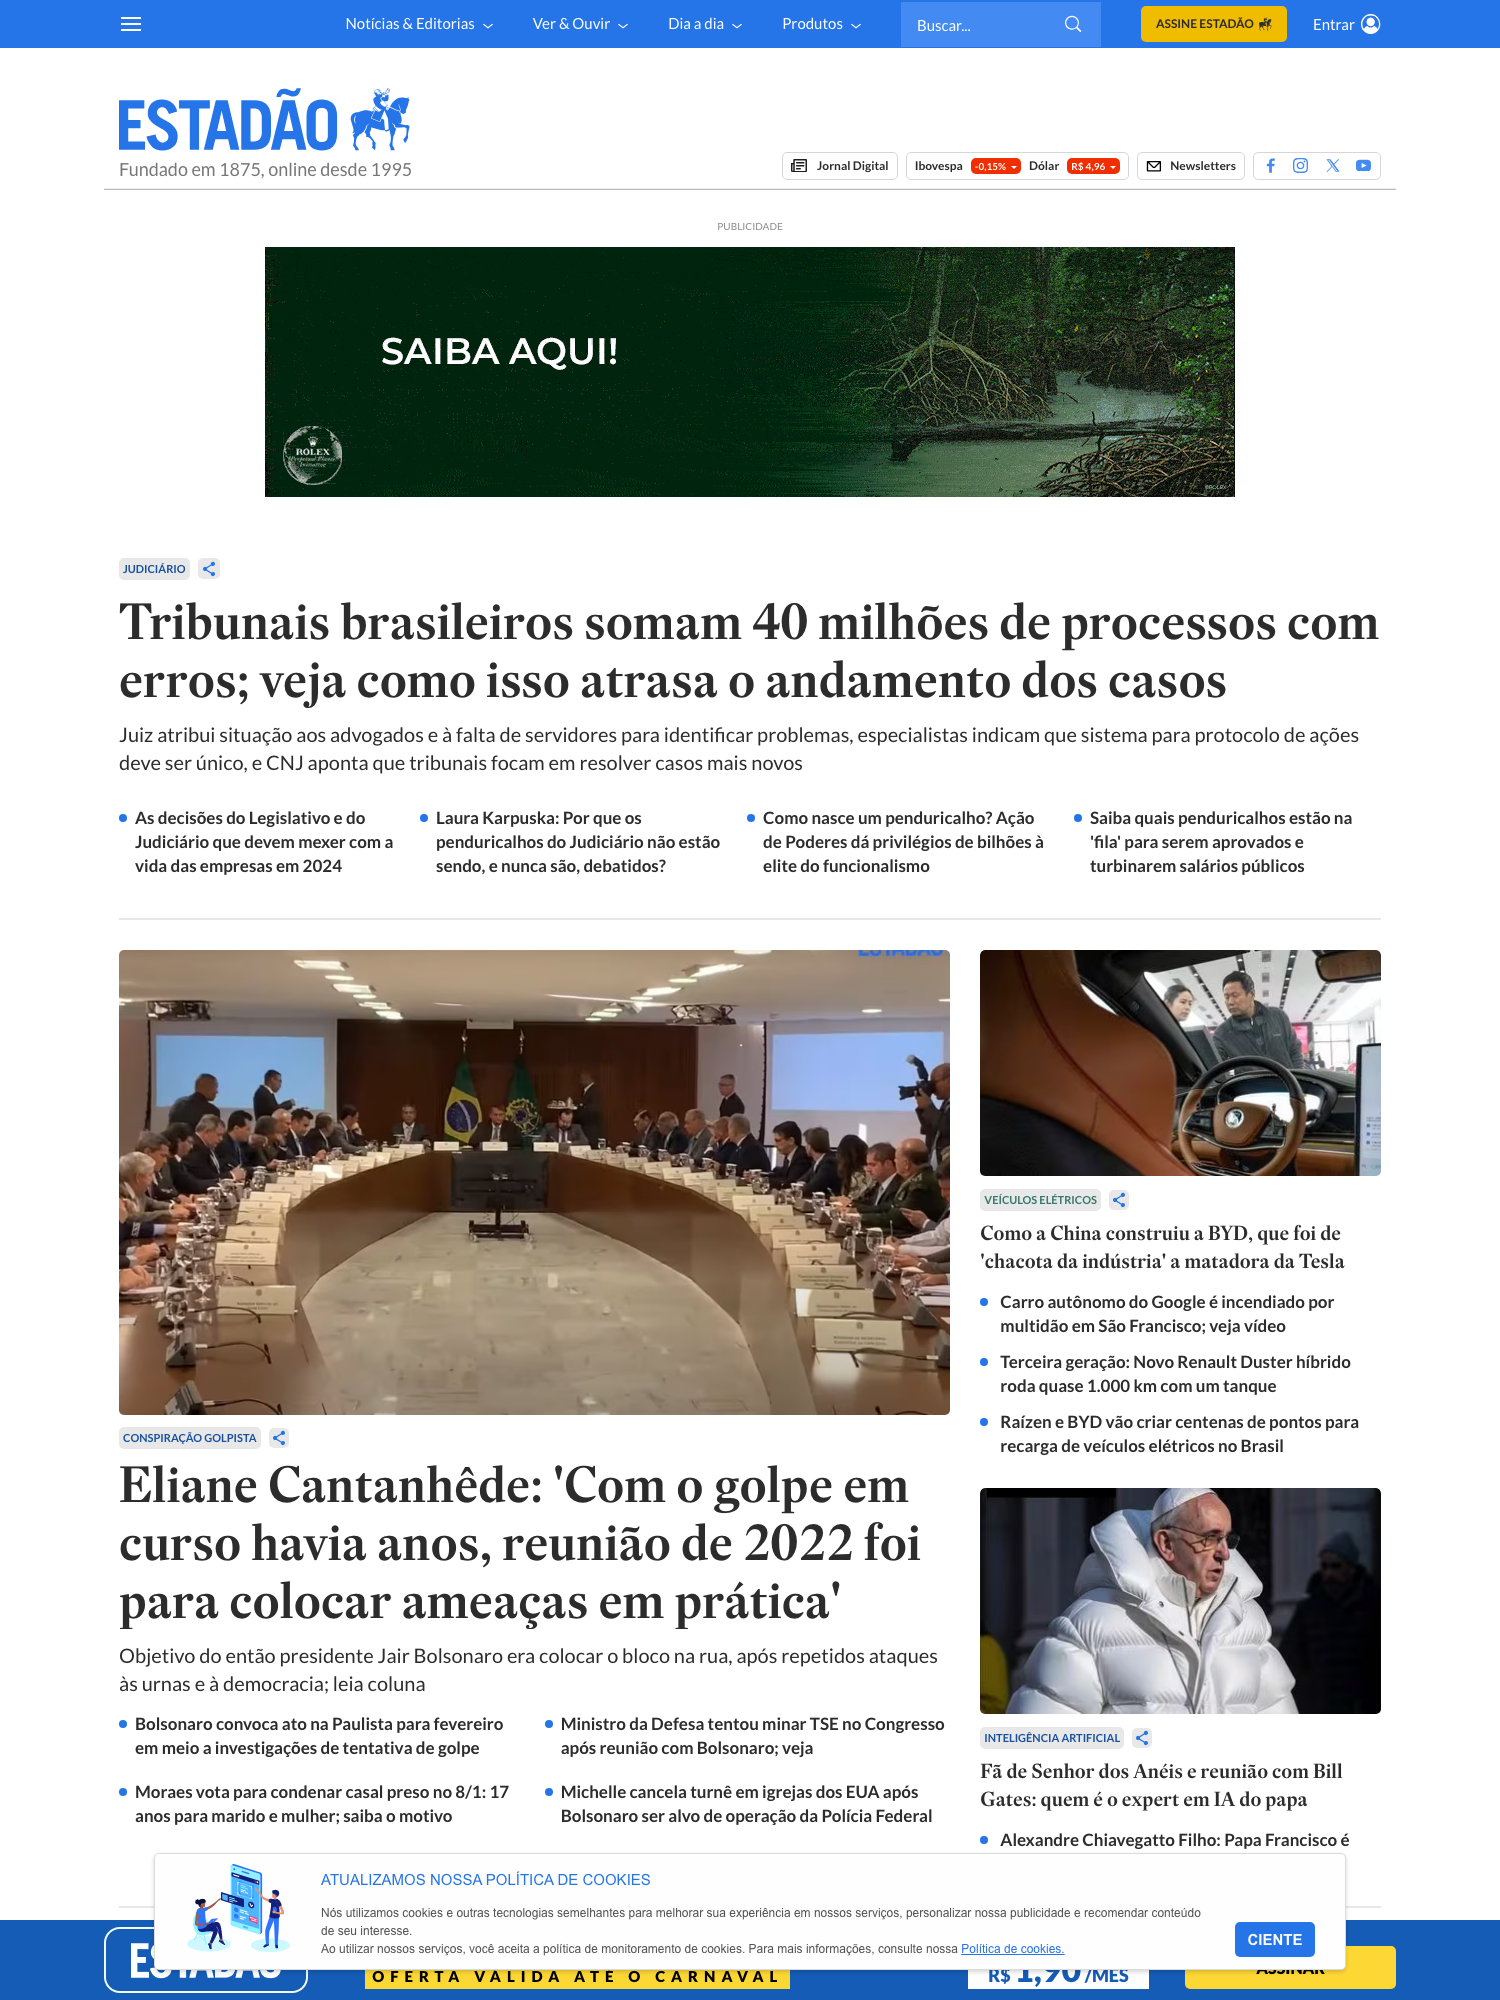 Notícias & Editorias
Ver & Ouvir
Dia a dia
Produtos
Buscar...
ASSINE ESTADÃO
Entrar
ESTADÃO
Fundado em 1875, online desde 1995
Jornal Digital
Ibovespa -0,15%
Dólar R$ 4,96
Newsletters
PUBLICIDADE
SAIBA AQUI!
ROLEX
Perpetual Planet
Initiative
©ROLEX
JUDICIÁRIO
Tribunais brasileiros somam 40 milhões de processos com
erros; veja como isso atrasa o andamento dos casos
Juiz atribui situação aos advogados e à falta de servidores para identificar problemas, especialistas indicam que sistema para protocolo de ações
deve ser único, e CNJ aponta que tribunais focam em resolver casos mais novos
As decisões do Legislativo e do
Judiciário que devem mexer com a
vida das empresas em 2024
Laura Karpuska: Por que os
penduricalhos do Judiciário não estão
sendo, e nunca são, debatidos?
Como nasce um penduricalho? Ação
de Poderes dá privilégios de bilhões à
elite do funcionalismo
Saiba quais penduricalhos estão na
'fila' para serem aprovados e
turbinarem salários públicos
ESTADÃO
CONSPIRAÇÃO GOLPISTA
Eliane Cantanhêde: 'Com o golpe em
curso havia anos, reunião de 2022 foi
para colocar ameaças em prática'
Objetivo do então presidente Jair Bolsonaro era colocar o bloco na rua, após repetidos ataques
às urnas e à democracia; leia coluna
Bolsonaro convoca ato na Paulista para fevereiro
em meio a investigações de tentativa de golpe
Ministro da Defesa tentou minar TSE no Congresso
após reunião com Bolsonaro; veja
Moraes vota para condenar casal preso no 8/1: 17
anos para marido e mulher; saiba o motivo
Michelle cancela turnê em igrejas dos EUA após
Bolsonaro ser alvo de operação da Polícia Federal
VEÍCULOS ELÉTRICOS
Como a China construiu a BYD, que foi de
'chacota da indústria' a matadora da Tesla
Carro autônomo do Google é incendiado por
multidão em São Francisco; veja vídeo
Terceira geração: Novo Renault Duster híbrido
roda quase 1.000 km com um tanque
Raízen e BYD vão criar centenas de pontos para
recarga de veículos elétricos no Brasil
INTELIGÊNCIA ARTIFICIAL
Fã de Senhor dos Anéis e reunião com Bill
Gates: quem é o expert em IA do papa
Alexandre Chiavegatto Filho: Papa Francisco é
ATUALIZAMOS NOSSA POLÍTICA DE COOKIES
Nós utilizamos cookies e outras tecnologias semelhantes para melhorar sua experiência em nossos serviços, personalizar nossa publicidade e recomendar conteúdo
de seu interesse.
Ao utilizar nossos serviços, você aceita a política de monitoramento de cookies. Para mais informações, consulte nossa Política de cookies.
CIENTE
ESTADÃO
OFERTA VÁLIDA ATÉ O CARNAVAL
R$ 1,90 /MÊS
ASSINAR